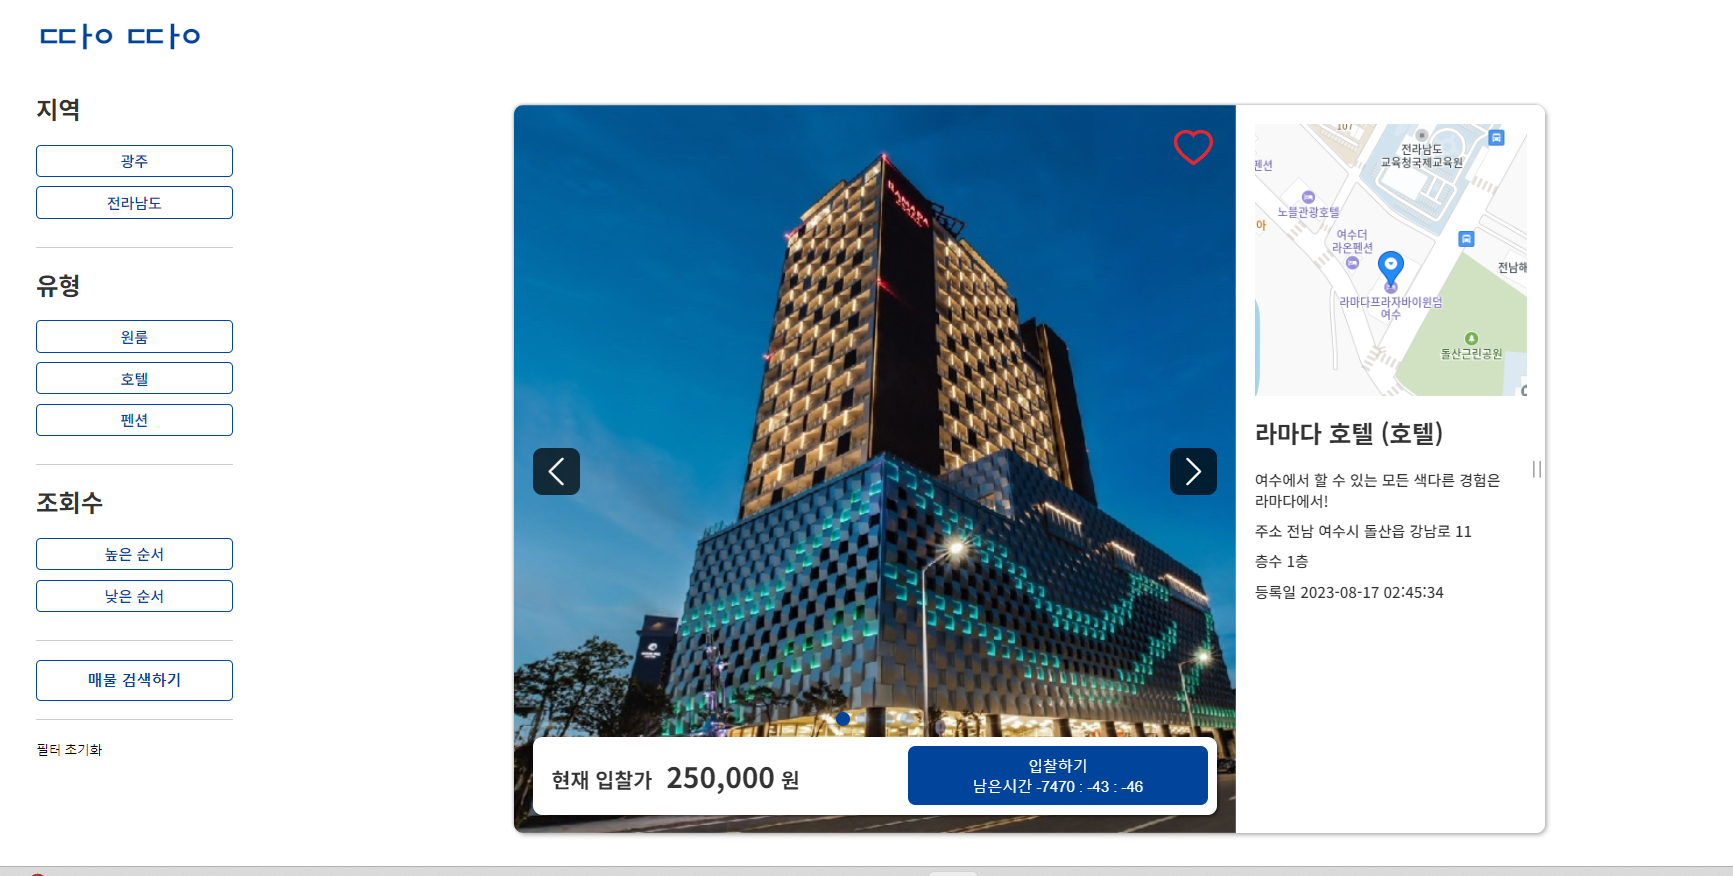 따이 따이
지역
광주
전라남도
유형
원룸
호텔
펜션
조회수
높은 순서
낮은 순서
매물 검색하기
필터 초기화
RAMADA
현재 입찰가 250,000 원
입찰하기
남은시간 -7470 : -43 : -46
107
전라남도
교육청국제교육원
펜션
노블관광호텔
아
여수더
라온펜션
전남해
라마다프라자바이윈덤
여수
돌산근린공원
라마다 호텔 (호텔)
여수에서 할 수 있는 모든 색다른 경험은
라마다에서!
주소 전남 여수시 돌산읍 강남로 11
층수 1층
등록일 2023-08-17 02:45:34